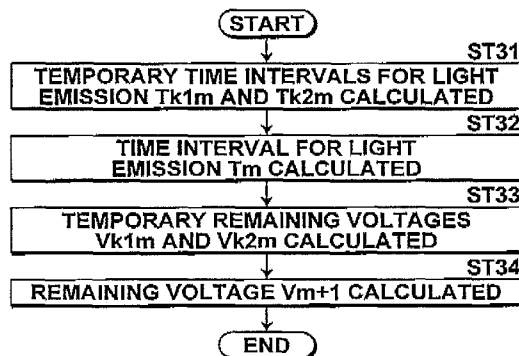 START
ST31
TEMPORARY TIME INTERVALS FOR LIGHT
EMISSION Tk1m AND Tk2m CALCULATED
ST32
TIME INTERVAL FOR LIGHT
EMISSION Tm CALCULATED
ST33
TEMPORARY REMAINING VOLTAGES
Vk1m AND Vk2m CALCULATED
ST34
REMAINING VOLTAGE Vm+1 CALCULATED
END